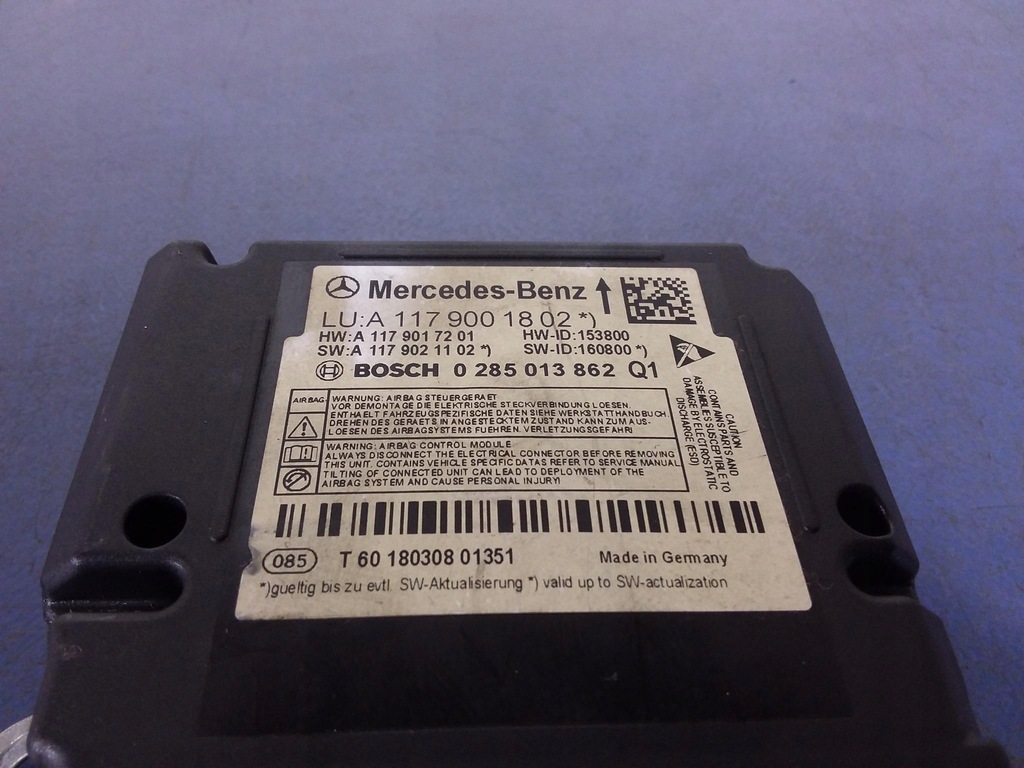 Mercedes-Benz
LU:A 117 900 18 02 *)
HW:A 117 901 72 01 HW-ID:153800
SW:A 117 902 11 02 *) SW-ID:160800 *)
BOSCH 0 285 013 862 Q1
AIRBAG
WARNUNG: AIRBAG STEUERGERAET
VOR DEMONTAGE DIE ELEKTRISCHE STECKVERBINDUNG LOESEN.
ENTHAELT FAHRZEUGSPEZIFISCHE DATEN SIEHE WERKSTATTHANDBUCH.
DREHEN DES GERAETS IN ANGESTECKTEM ZUSTAND KANN ZUM AUS-
LOESEN DES AIRBAGSYSTEMS FUEHREN. VERLETZUNGSGEFAHR!
WARNING: AIRBAG CONTROL MODULE
ALWAYS DISCONNECT THE ELECTRICAL CONNECTOR BEFORE REMOVING
THIS UNIT. CONTAINS VEHICLE SPECIFIC DATAS REFER TO SERVICE MANUAL.
TILTING OF CONNECTED UNIT CAN LEAD TO DEPLOYMENT OF THE
AIRBAG SYSTEM AND CAUSE PERSONAL INJURY!
CAUTION
CONTAINS PARTS AND
ASSEMBLIES SUSCEPTIBLE TO
DAMAGE BY ELECTROSTATIC
DISCHARGE (ESD)
085 T 60 180308 01351 Made in Germany
*)gueltig bis zu evtl. SW-Aktualisierung *) valid up to SW-actualization